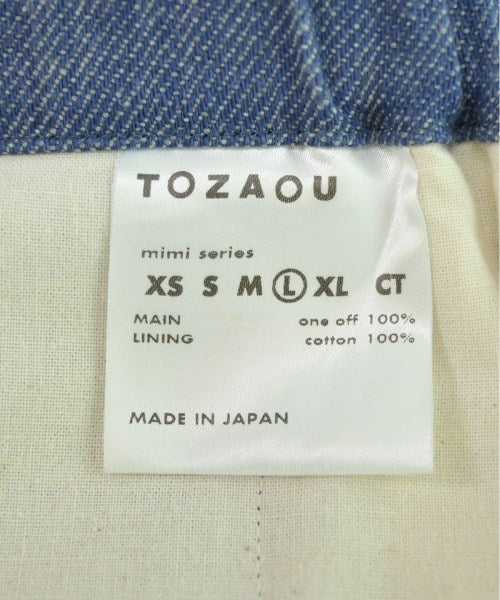 TOZAOU
mimi series
XS S M L XL CT
MAIN one off 100%
LINING cotton 100%
MADE IN JAPAN